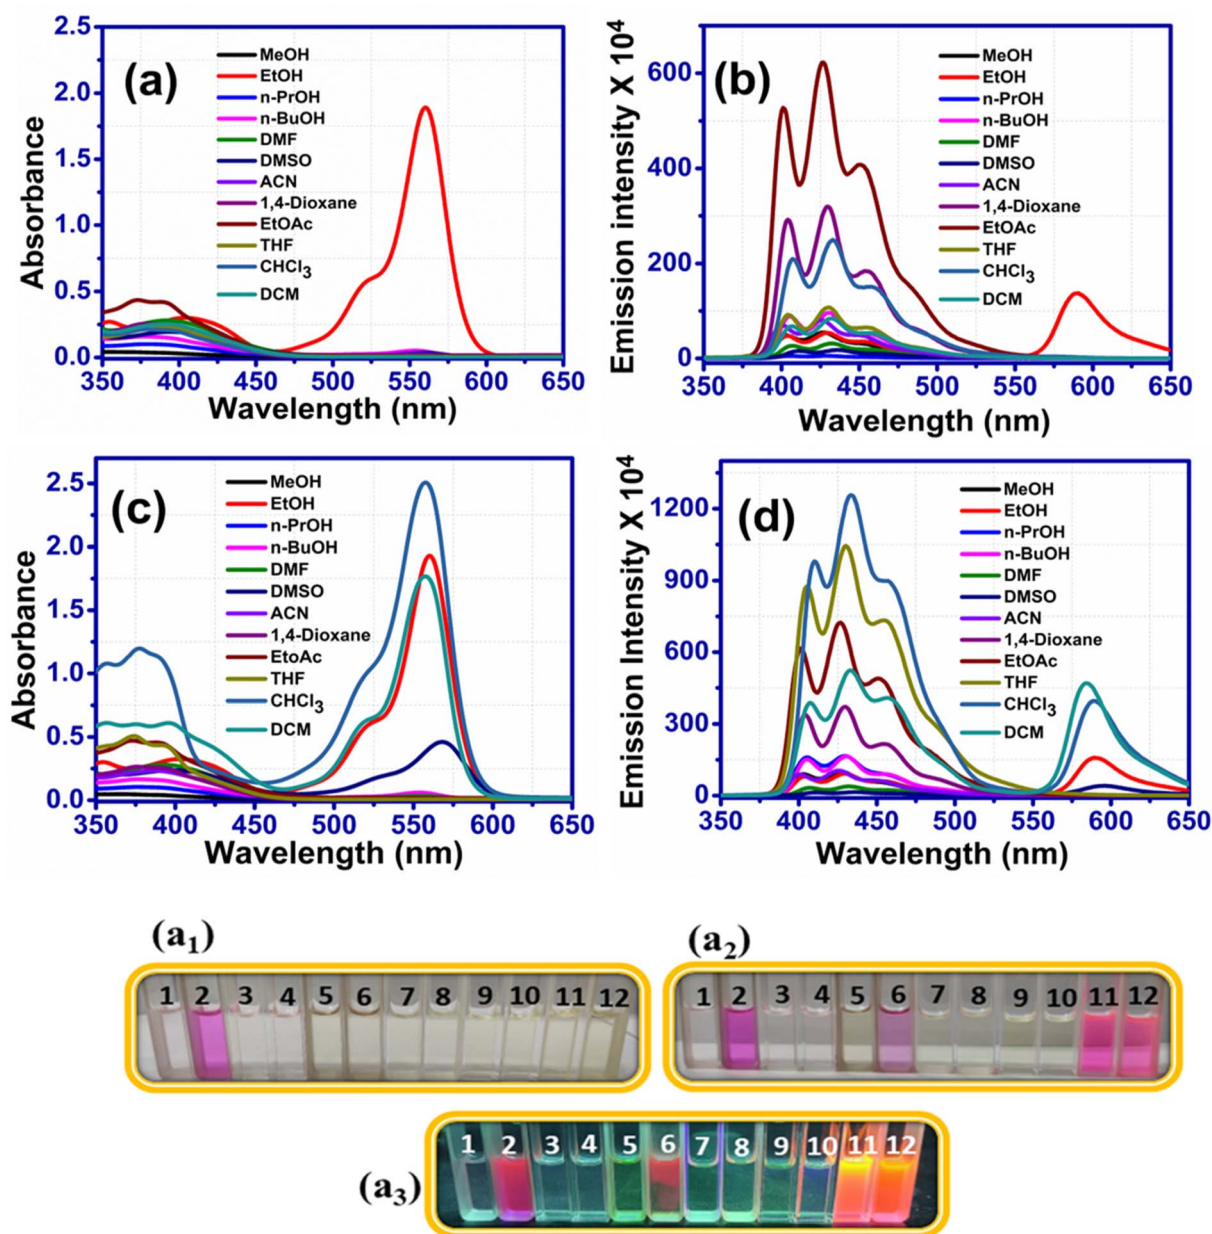 (a)
2.5
2.0
1.5
1.0
0.5
0.0
Absorbance
MeOH
EtOH
n-PrOH
n-BuOH
DMF
DMSO
ACN
1,4-Dioxane
EtOAc
THF
CHCl3
DCM
350 400 450 500 550 600 650
Wavelength (nm)
(b)
600
400
200
0
Emission intensity X 10^4
MeOH
EtOH
n-PrOH
n-BuOH
DMF
DMSO
ACN
1,4-Dioxane
EtOAc
THF
CHCl3
DCM
350 400 450 500 550 600 650
Wavelength (nm)
(c)
2.5
2.0
1.5
1.0
0.5
0.0
Absorbance
MeOH
EtOH
n-PrOH
n-BuOH
DMF
DMSO
ACN
1,4-Dioxane
EtoAc
THF
CHCl3
DCM
350 400 450 500 550 600 650
Wavelength (nm)
(d)
1200
900
600
300
0
Emission Intensity X 10^4
MeOH
EtOH
n-PrOH
n-BuOH
DMF
DMSO
ACN
1,4-Dioxane
EtOAc
THF
CHCl3
DCM
350 400 450 500 550 600 650
Wavelength (nm)
(a1)
1 2 3 4 5 6 7 8 9 10 11 12
(a2)
1 2 3 4 5 6 7 8 9 10 11 12
(a3)
1 2 3 4 5 6 7 8 9 10 11 12